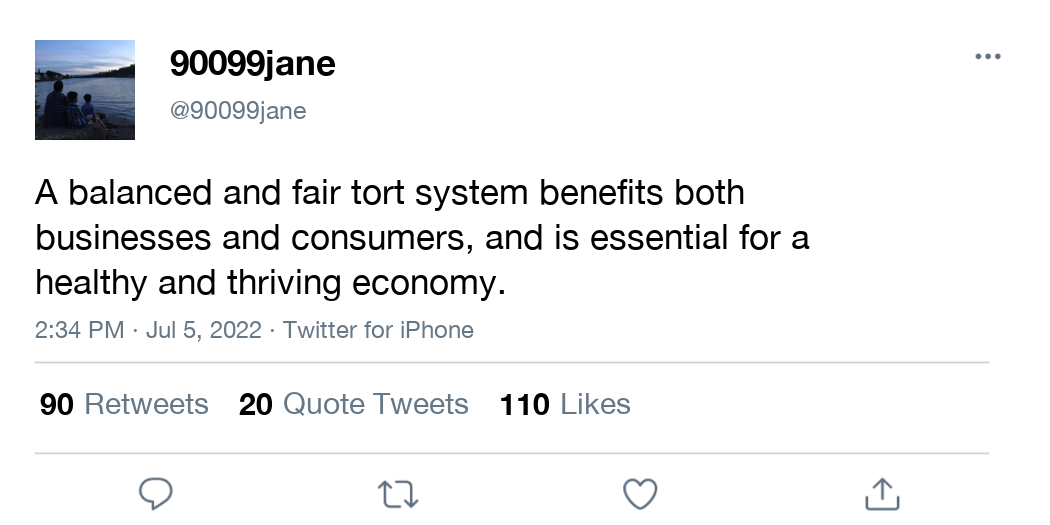 90099jane
@90099jane
A balanced and fair tort system benefits both
businesses and consumers, and is essential for a
healthy and thriving economy.
2:34 PM · Jul 5, 2022 · Twitter for iPhone
90 Retweets 20 Quote Tweets 110 Likes